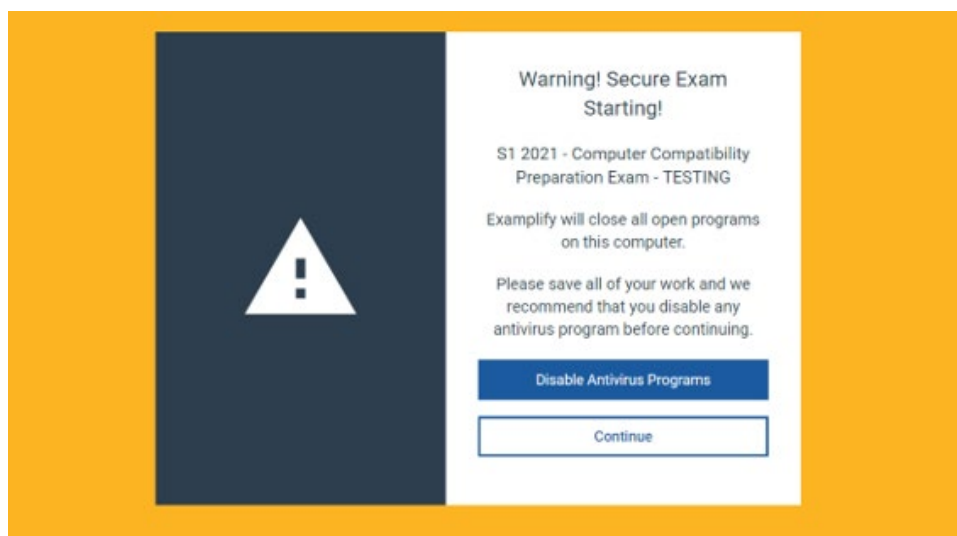 Warning! Secure Exam
Starting!
S1 2021 - Computer Compatibility
Preparation Exam - TESTING
Examplify will close all open programs
on this computer.
Please save all of your work and we
recommend that you disable any
antivirus program before continuing.
Disable Antivirus Programs
Continue